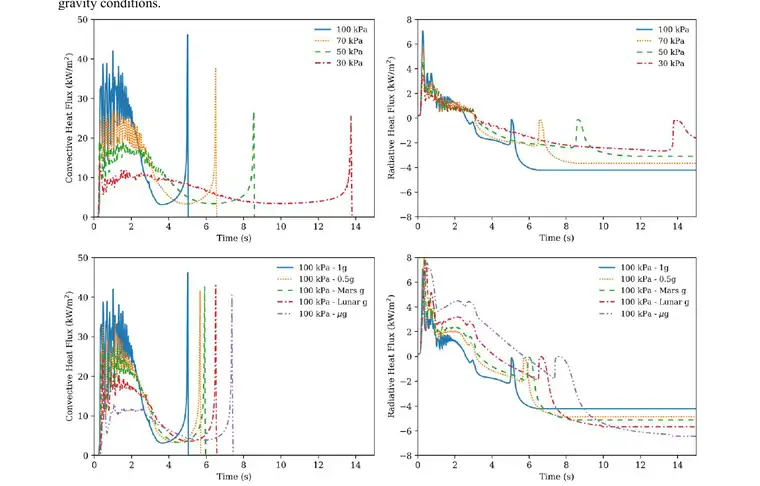 gravity conditions.
50
40
30
20
10
0
0 2 4 6 8 10 12 14
Convective Heat Flux (kW/m²)
Time (s)
100 kPa
70 kPa
50 kPa
30 kPa
8
6
4
2
0
−2
−4
−6
−8
0 2 4 6 8 10 12 14
Radiative Heat Flux (kW/m²)
Time (s)
100 kPa
70 kPa
50 kPa
30 kPa
50
40
30
20
10
0
0 2 4 6 8 10 12 14
Convective Heat Flux (kW/m²)
Time (s)
100 kPa - 1g
100 kPa - 0.5g
100 kPa - Mars g
100 kPa - Lunar g
100 kPa - μg
8
6
4
2
0
−2
−4
−6
−8
0 2 4 6 8 10 12 14
Radiative Heat Flux (kW/m²)
Time (s)
100 kPa - 1g
100 kPa - 0.5g
100 kPa - Mars g
100 kPa - Lunar g
100 kPa - μg